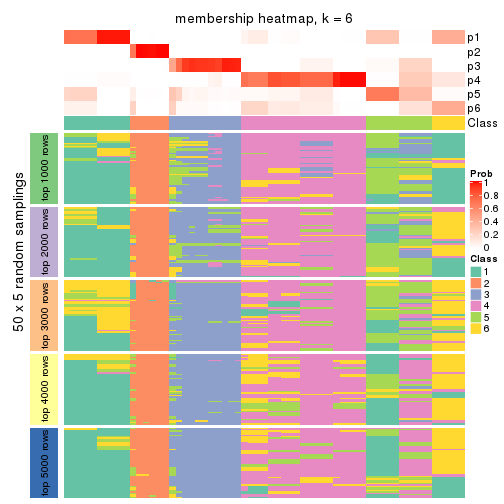 membership heatmap, k = 6
p1
p2
p3
p4
p5
p6
Class
50 x 5 random samplings
top 1000 rows
top 2000 rows
top 3000 rows
top 4000 rows
top 5000 rows
Prob
1
0.8
0.6
0.4
0.2
0
Class
1
2
3
4
5
6